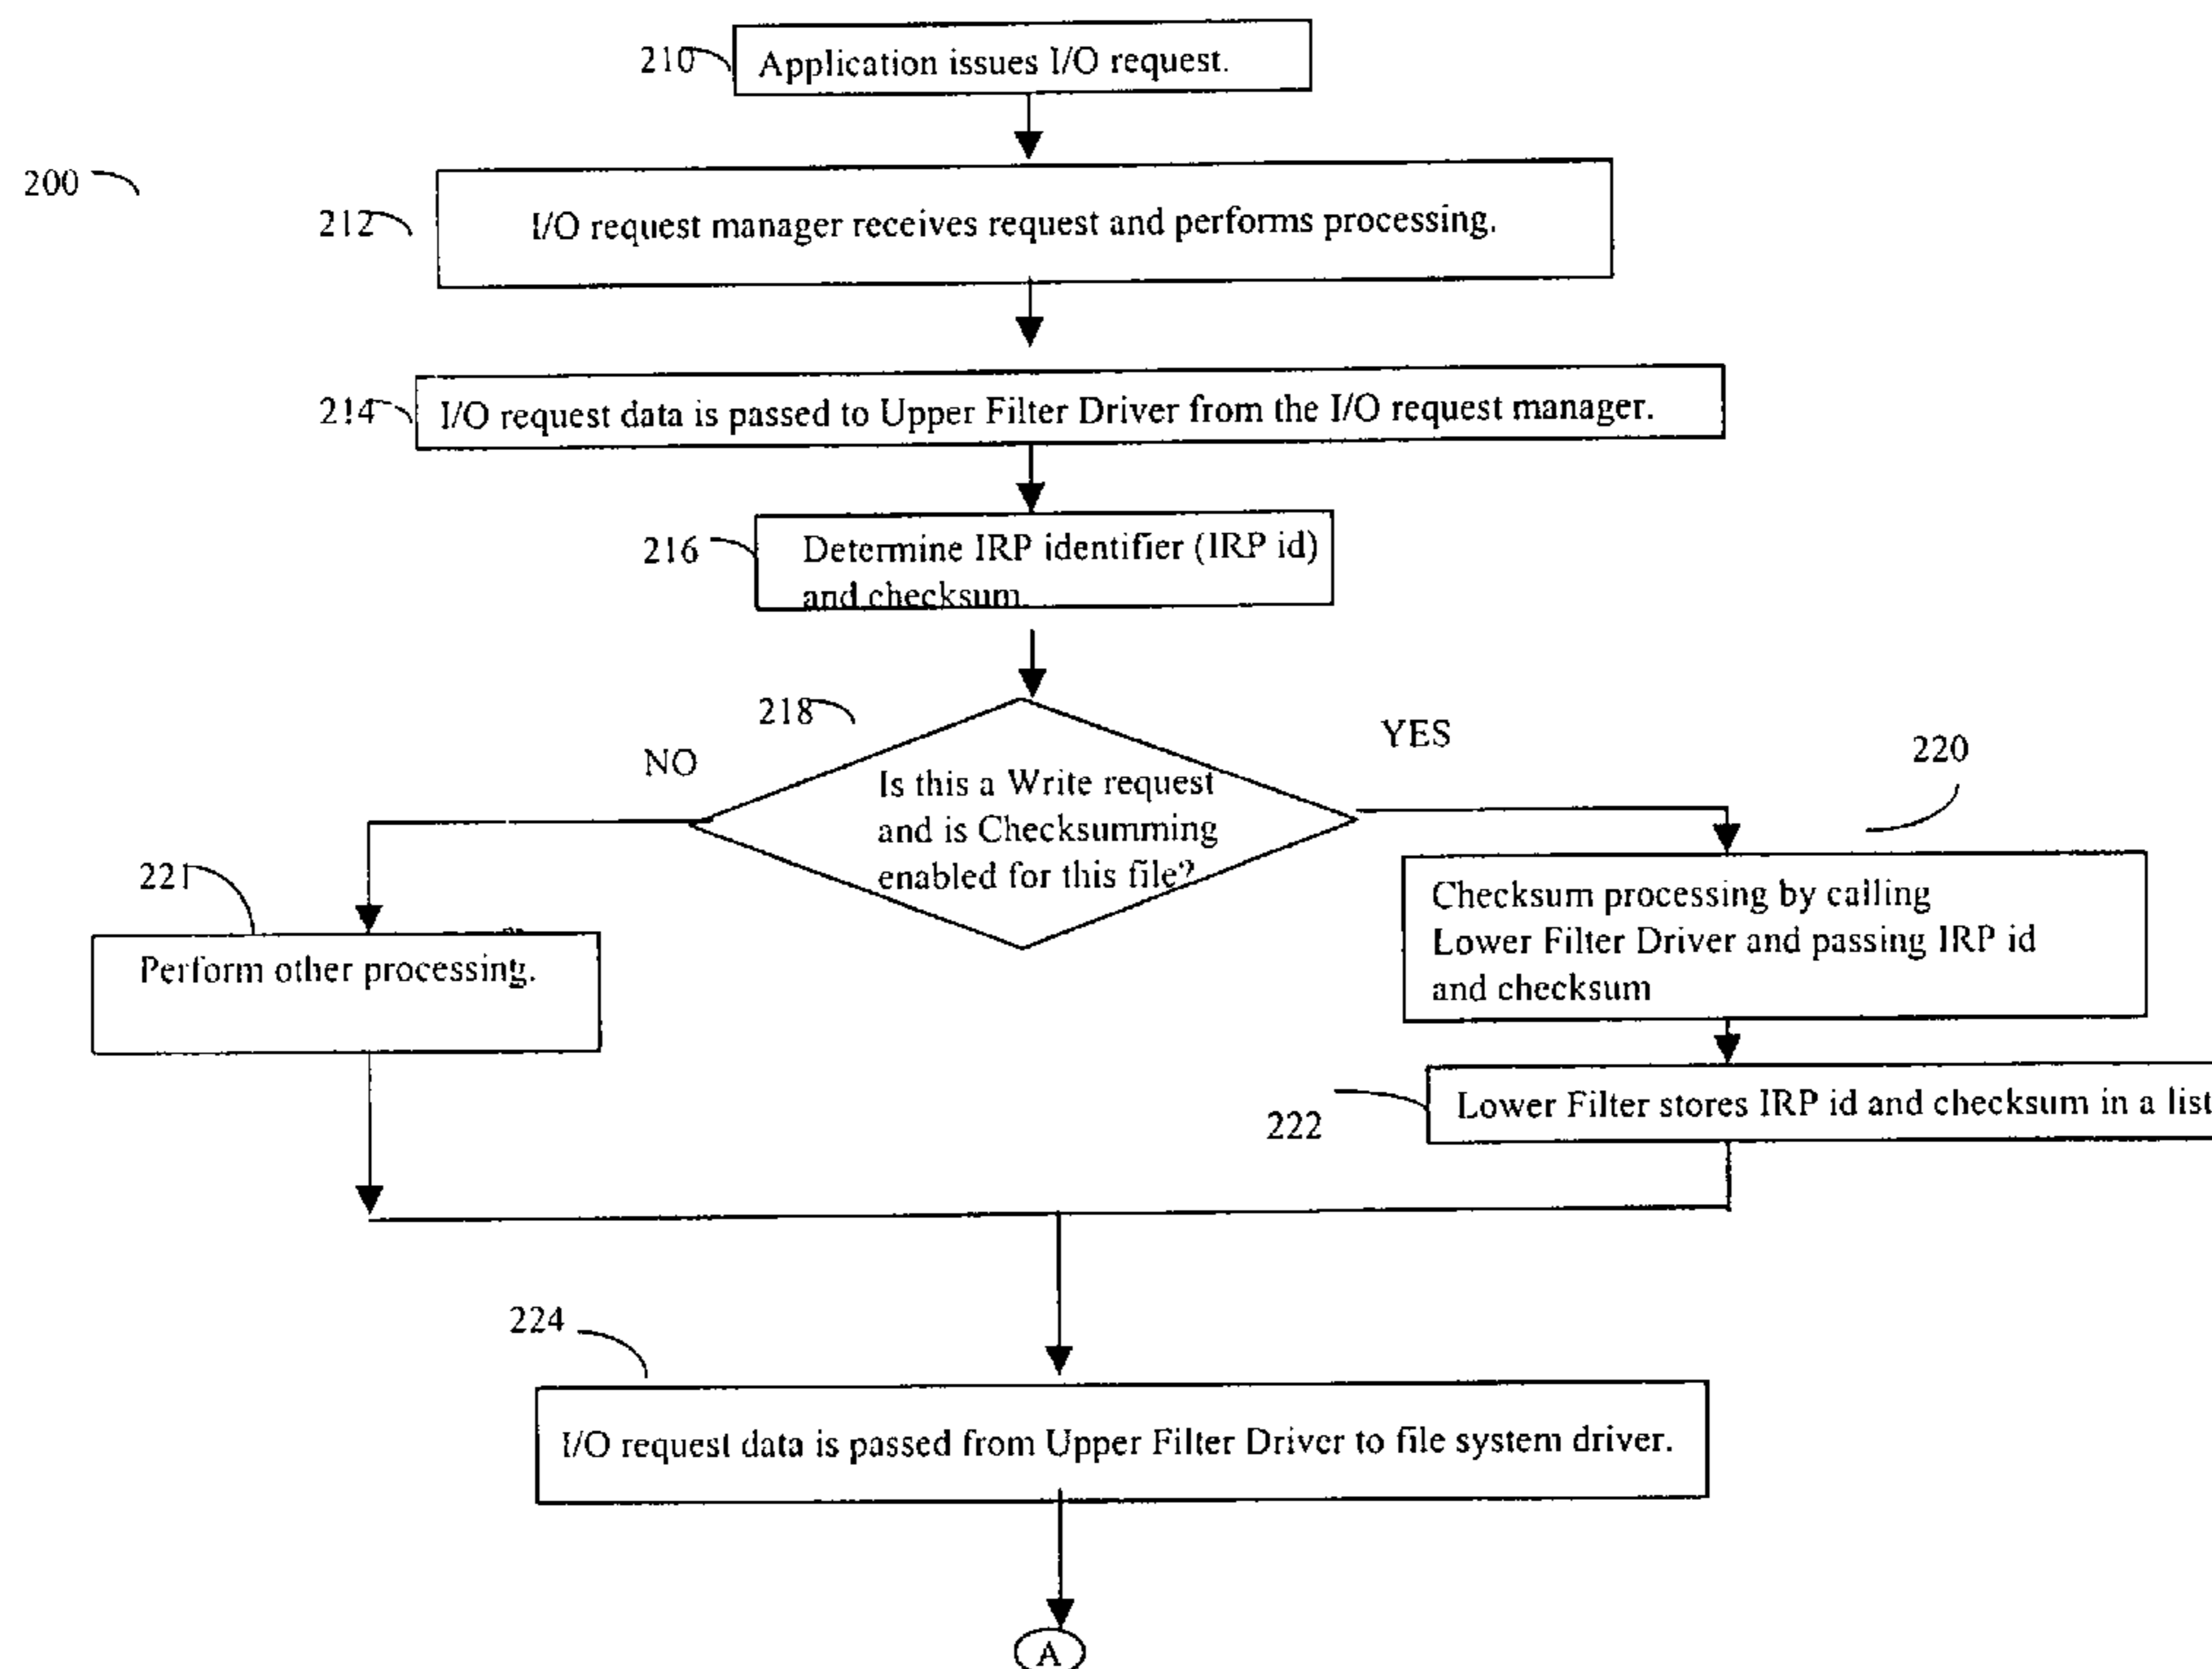 210
Application issues I/O request.
200
212
I/O request manager receives request and performs processing.
214
I/O request data is passed to Upper Filter Driver from the I/O request manager.
216
Determine IRP identifier (IRP id)
and checksum
218
NO
YES
220
Is this a Write request
and is Checksumming
enabled for this file?
221
Perform other processing.
Checksum processing by calling
Lower Filter Driver and passing IRP id
and checksum
222
Lower Filter stores IRP id and checksum in a list
224
I/O request data is passed from Upper Filter Driver to file system driver.
A